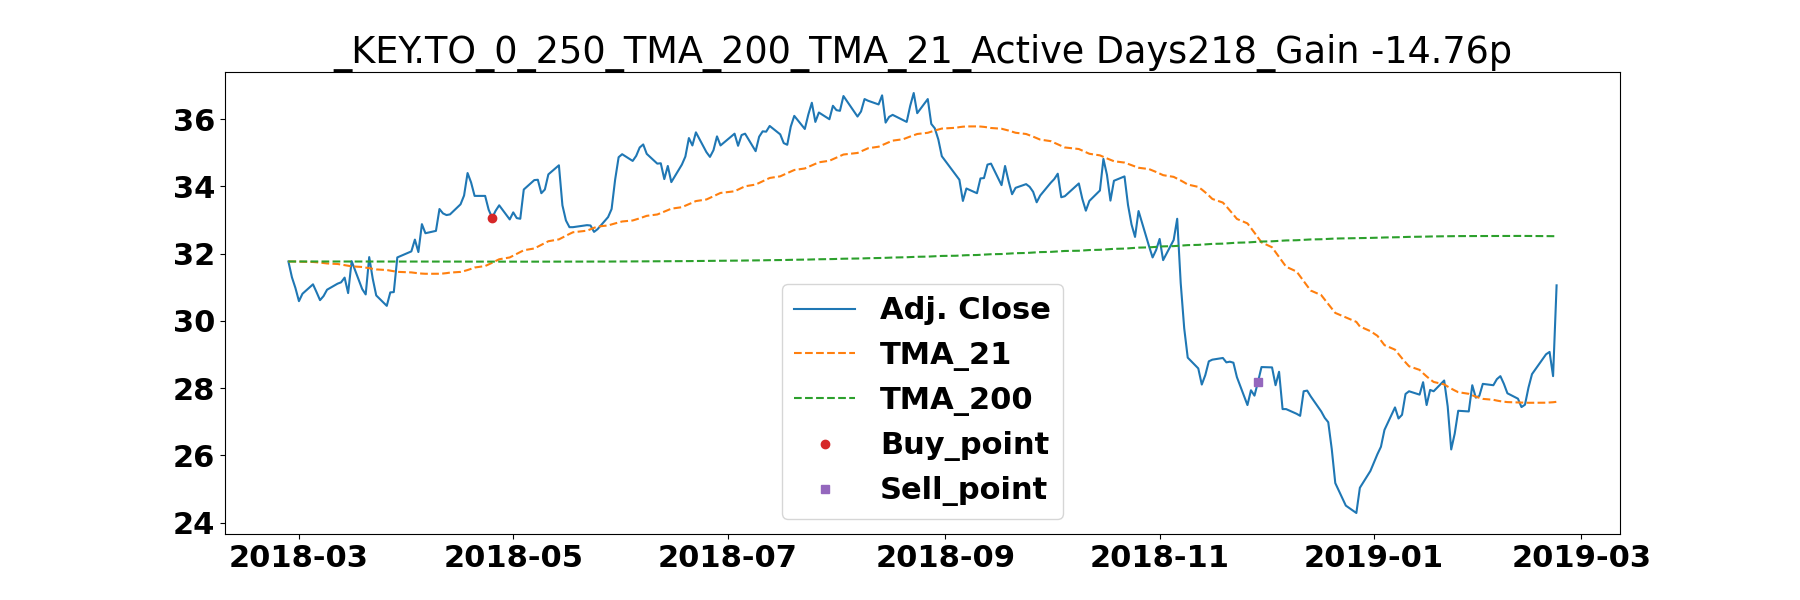 _KEY.TO_0_250_TMA_200_TMA_21_Active Days218_Gain -14.76p
36
34
32
30
28
26
24
Adj. Close
TMA_21
TMA_200
Buy_point
Sell_point
2018-03 2018-05 2018-07 2018-09 2018-11 2019-01 2019-03